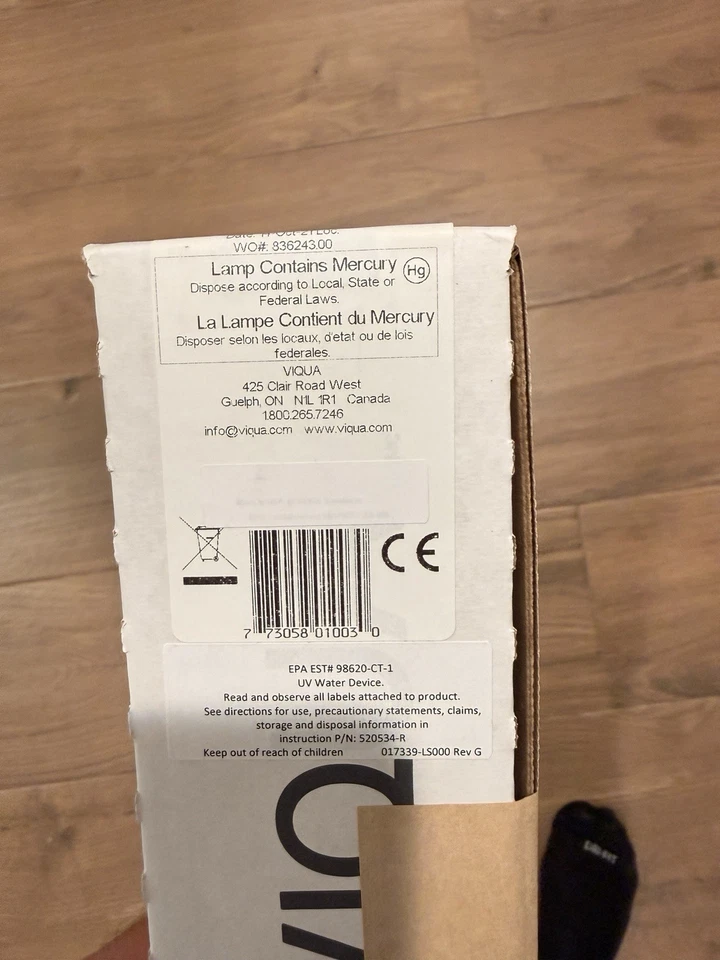 WO#: 836243.00
Lamp Contains Mercury Hg
Dispose according to Local, State or
Federal Laws.
La Lampe Contient du Mercury
Disposer selon les locaux, d'etat ou de lois
federales.
VIQUA
425 Clair Road West
Guelph, ON N1L 1R1 Canada
1.800.265.7246
info@viqua.com www.viqua.com
CE
7 73058 01003 0
EPA EST# 98620-CT-1
UV Water Device.
Read and observe all labels attached to product.
See directions for use, precautionary statements, claims,
storage and disposal information in
instruction P/N: 520534-R
Keep out of reach of children 017339-LS000 Rev G
VIQ